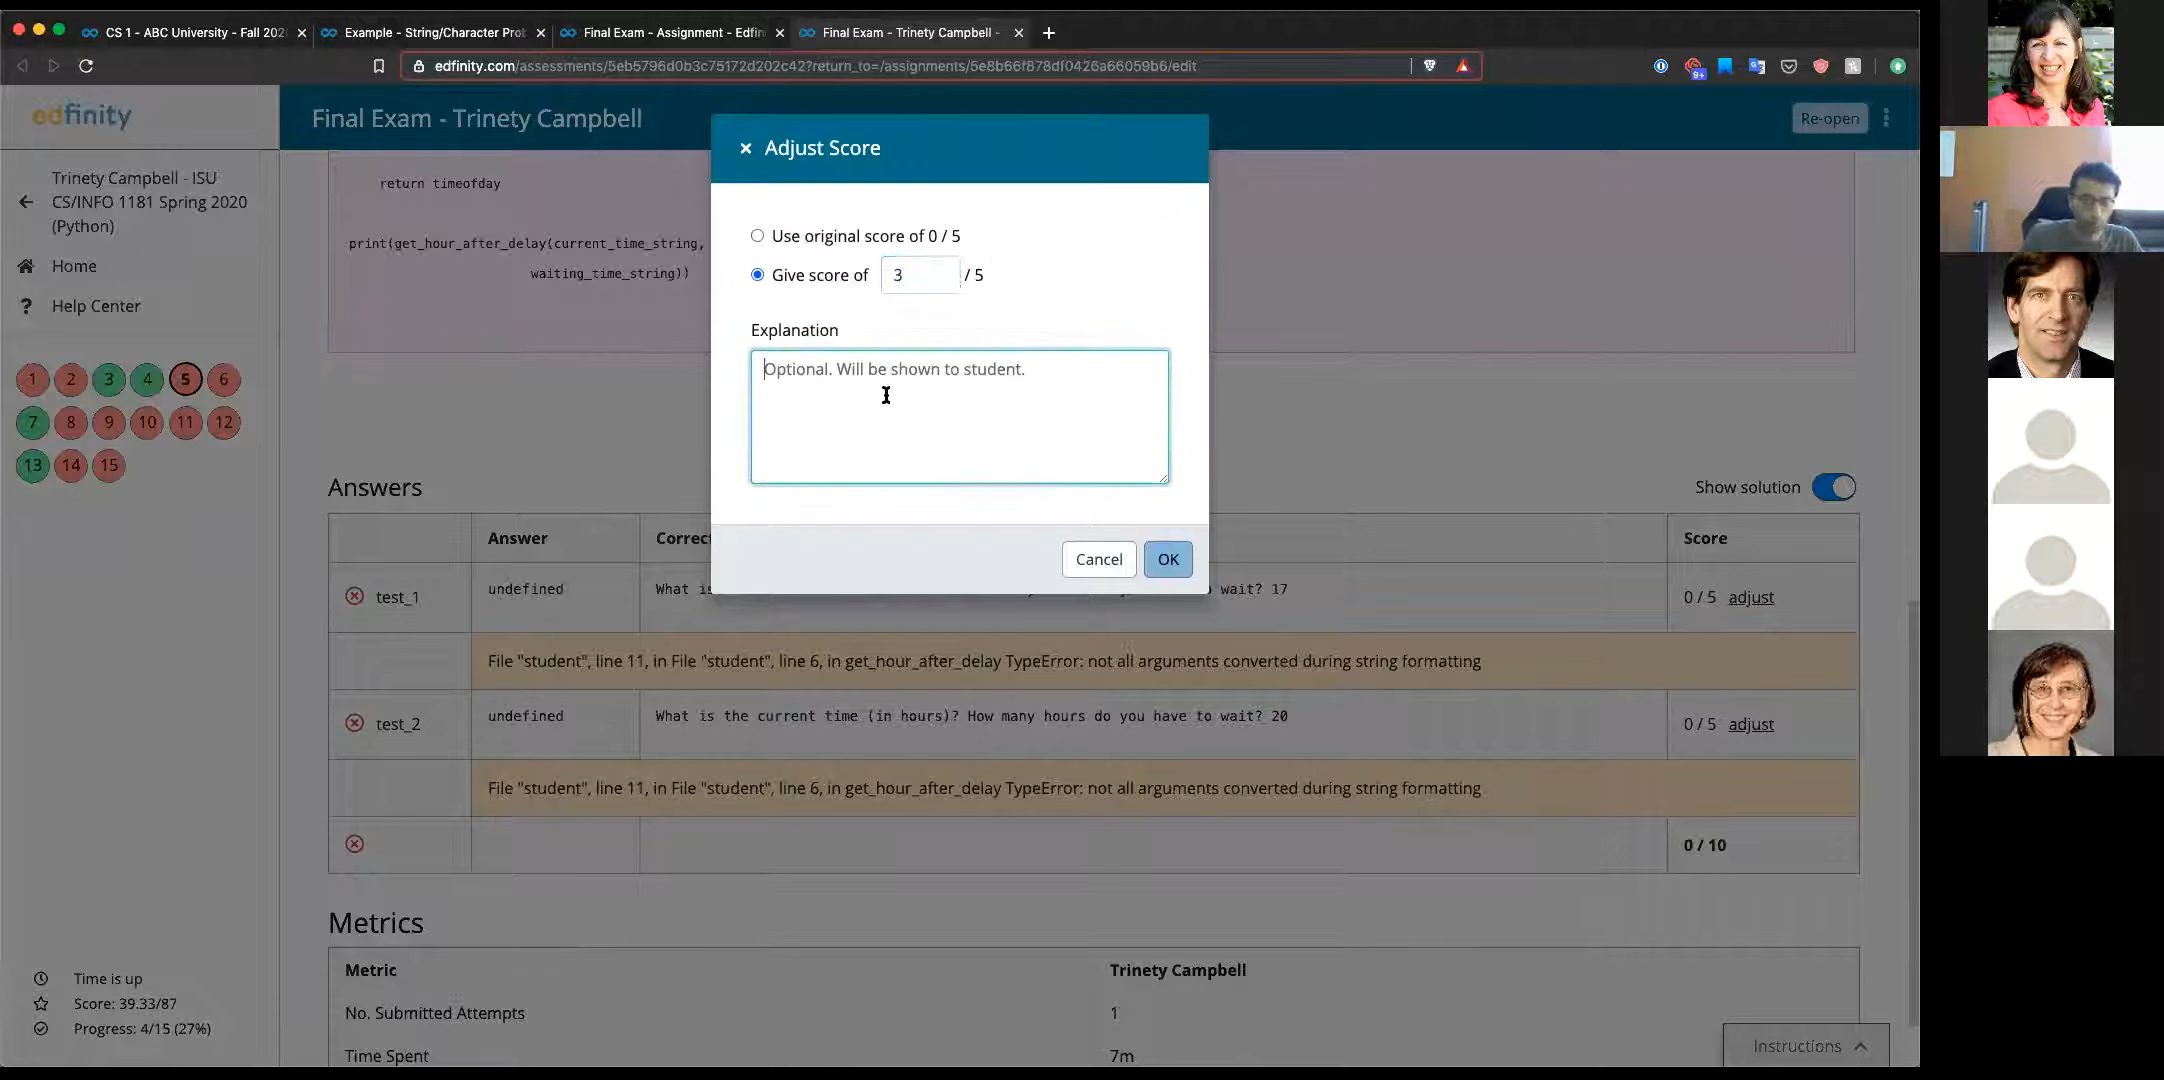 CS 1 - ABC University - Fall 202
Example - String/Character Prot
Final Exam - Assignment - Edfin
Final Exam - Trinety Campbell -
edfinity.com/assessments/5eb5796d0b3c75172d202c42?return_to=/assignments/5e8b66f878df0426a66059b6/edit
9+
edfinity
Final Exam - Trinety Campbell
Re-open
Trinety Campbell - ISU
CS/INFO 1181 Spring 2020
(Python)
Home
Help Center
1 2 3 4 5 6
7 8 9 10 11 12
13 14 15
Time is up
Score: 39.33/87
Progress: 4/15 (27%)
return timeofday
print(get_hour_after_delay(current_time_string,
waiting_time_string))
Adjust Score
Use original score of 0 / 5
Give score of 3 / 5
Explanation
Optional. Will be shown to student.
Cancel OK
Answers
Show solution
Answer Correc Score
test_1 undefined What is wait? 17 0 / 5 adjust
File "student", line 11, in File "student", line 6, in get_hour_after_delay TypeError: not all arguments converted during string formatting
test_2 undefined What is the current time (in hours)? How many hours do you have to wait? 20 0 / 5 adjust
File "student", line 11, in File "student", line 6, in get_hour_after_delay TypeError: not all arguments converted during string formatting
0 / 10
Metrics
Metric Trinety Campbell
No. Submitted Attempts 1
Time Spent 7m
Instructions